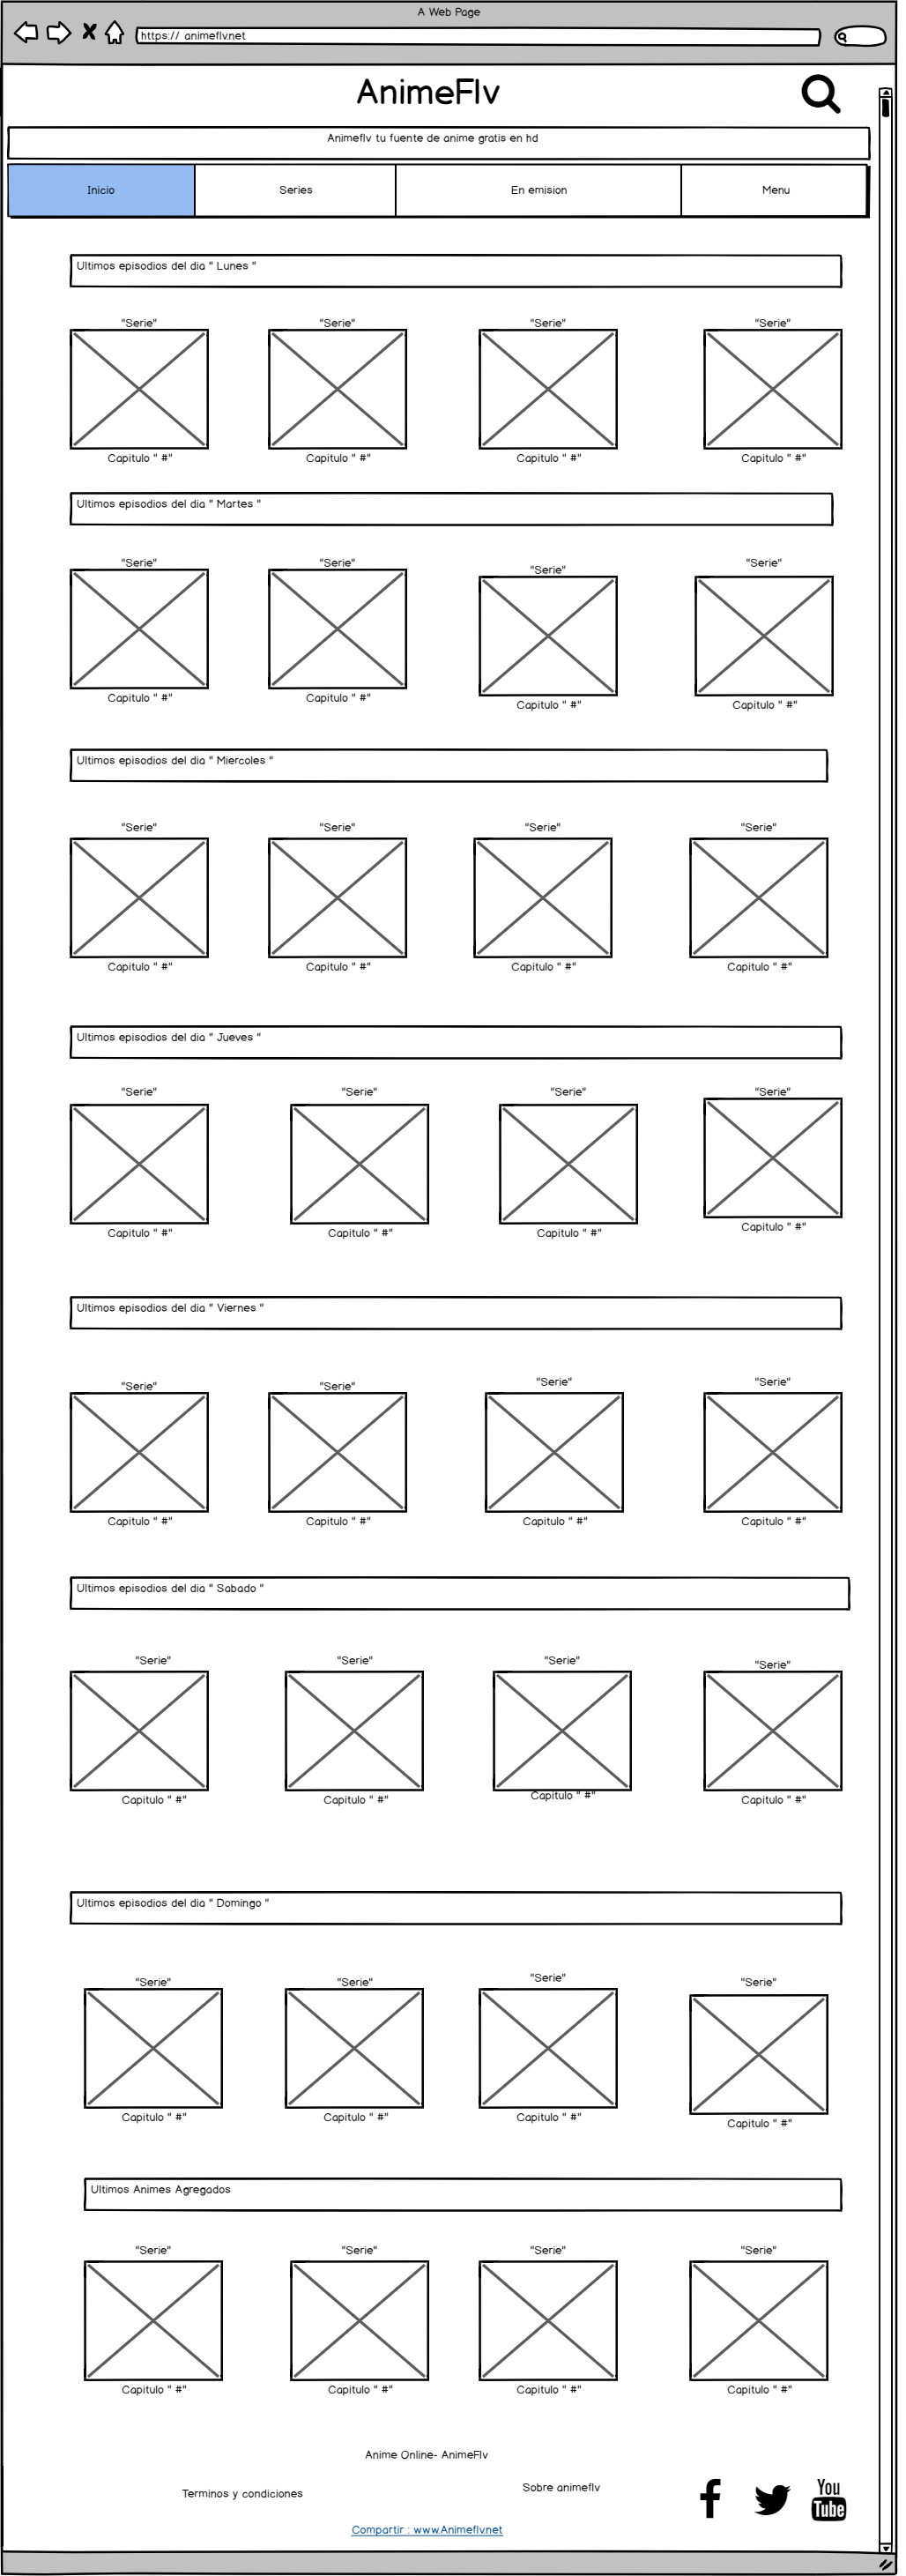 A Web Page
https:// animeflv.net
AnimeFlv
Animeflv tu fuente de anime gratis en hd
Inicio Series En emision Menu
Ultimos episodios del dia " Lunes "
"Serie" "Serie" "Serie" "Serie"
Capitulo " #" Capitulo " #" Capitulo " #" Capitulo " #"
Ultimos episodios del dia " Martes "
"Serie" "Serie" "Serie" "Serie"
Capitulo " #" Capitulo " #" Capitulo " #" Capitulo " #"
Ultimos episodios del dia " Miercoles "
"Serie" "Serie" "Serie" "Serie"
Capitulo " #" Capitulo " #" Capitulo " #" Capitulo " #"
Ultimos episodios del dia " Jueves "
"Serie" "Serie" "Serie" "Serie"
Capitulo " #" Capitulo " #" Capitulo " #" Capitulo " #"
Ultimos episodios del dia " Viernes "
"Serie" "Serie" "Serie" "Serie"
Capitulo " #" Capitulo " #" Capitulo " #" Capitulo " #"
Ultimos episodios del dia " Sabado "
"Serie" "Serie" "Serie" "Serie"
Capitulo " #" Capitulo " #" Capitulo " #" Capitulo " #"
Ultimos episodios del dia " Domingo "
"Serie" "Serie" "Serie" "Serie"
Capitulo " #" Capitulo " #" Capitulo " #" Capitulo " #"
Ultimos Animes Agregados
"Serie" "Serie" "Serie" "Serie"
Capitulo " #" Capitulo " #" Capitulo " #" Capitulo " #"
Anime Online- AnimeFlv
Terminos y condiciones Sobre animeflv
You
Tube
Compartir : www.Animeflv.net